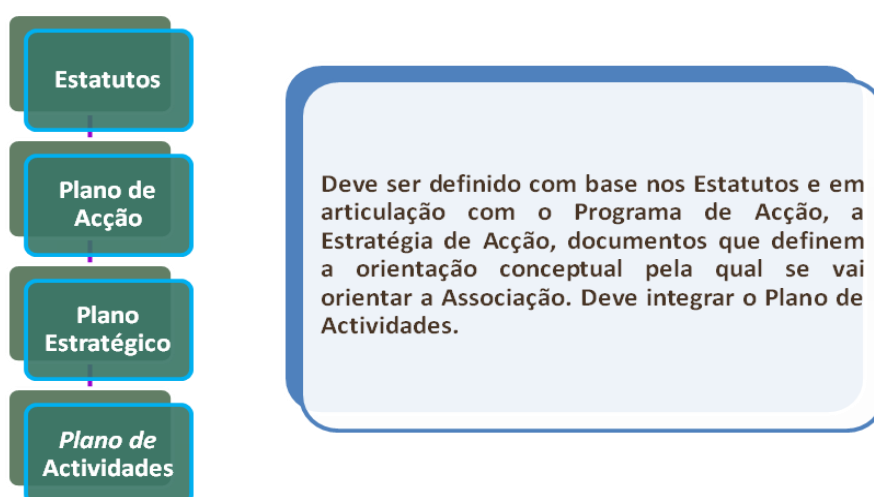 Estatutos
Plano de
Acção
Plano
Estratégico
Plano de
Actividades
Deve ser definido com base nos Estatutos e em
articulação com o Programa de Acção, a
Estratégia de Acção, documentos que definem
a orientação conceptual pela qual se vai
orientar a Associação. Deve integrar o Plano de
Actividades.